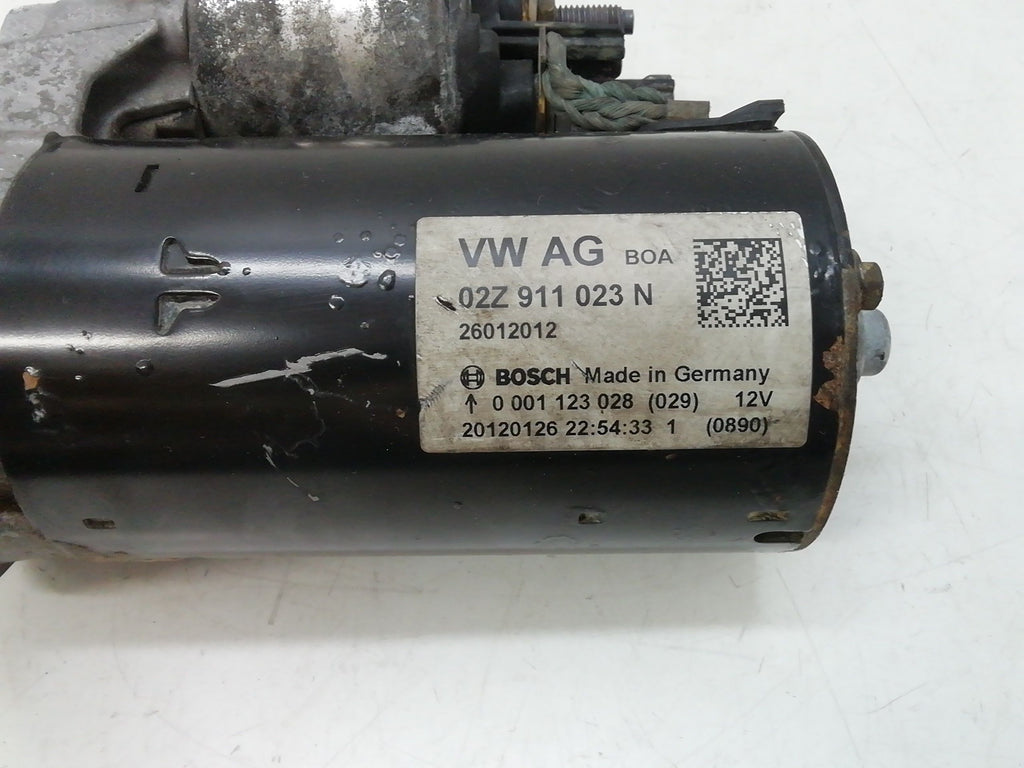 VW AG BOA
02Z 911 023 N
26012012
BOSCH Made in Germany
↑ 0 001 123 028 (029) 12V
20120126 22:54:33 1 (0890)